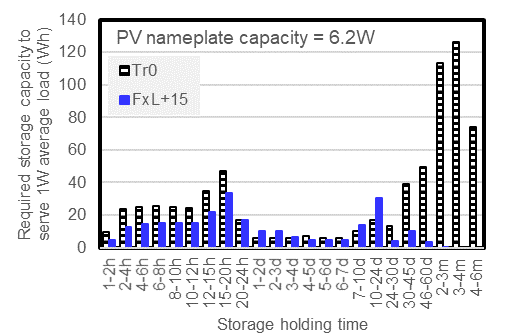 PV nameplate capacity = 6.2W
Tr0
FxL+15
Required storage capacity to
serve 1W average load (Wh)
140
120
100
80
60
40
20
0
1-2h
2-4h
4-6h
6-8h
8-10h
10-12h
12-15h
15-20h
20-24h
1-2d
2-3d
3-4d
4-5d
5-6d
6-7d
7-10d
10-24d
24-30d
30-45d
46-60d
2-3m
3-4m
4-6m
Storage holding time